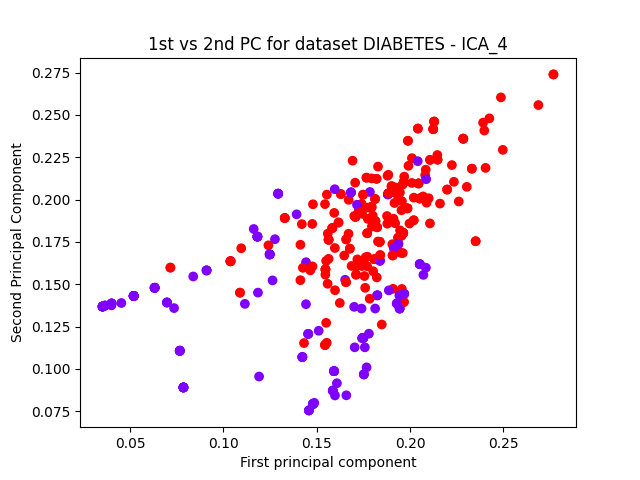 1st vs 2nd PC for dataset DIABETES - ICA_4
Second Principal Component
0.275
0.250
0.225
0.200
0.175
0.150
0.125
0.100
0.075
0.05 0.10 0.15 0.20 0.25
First principal component